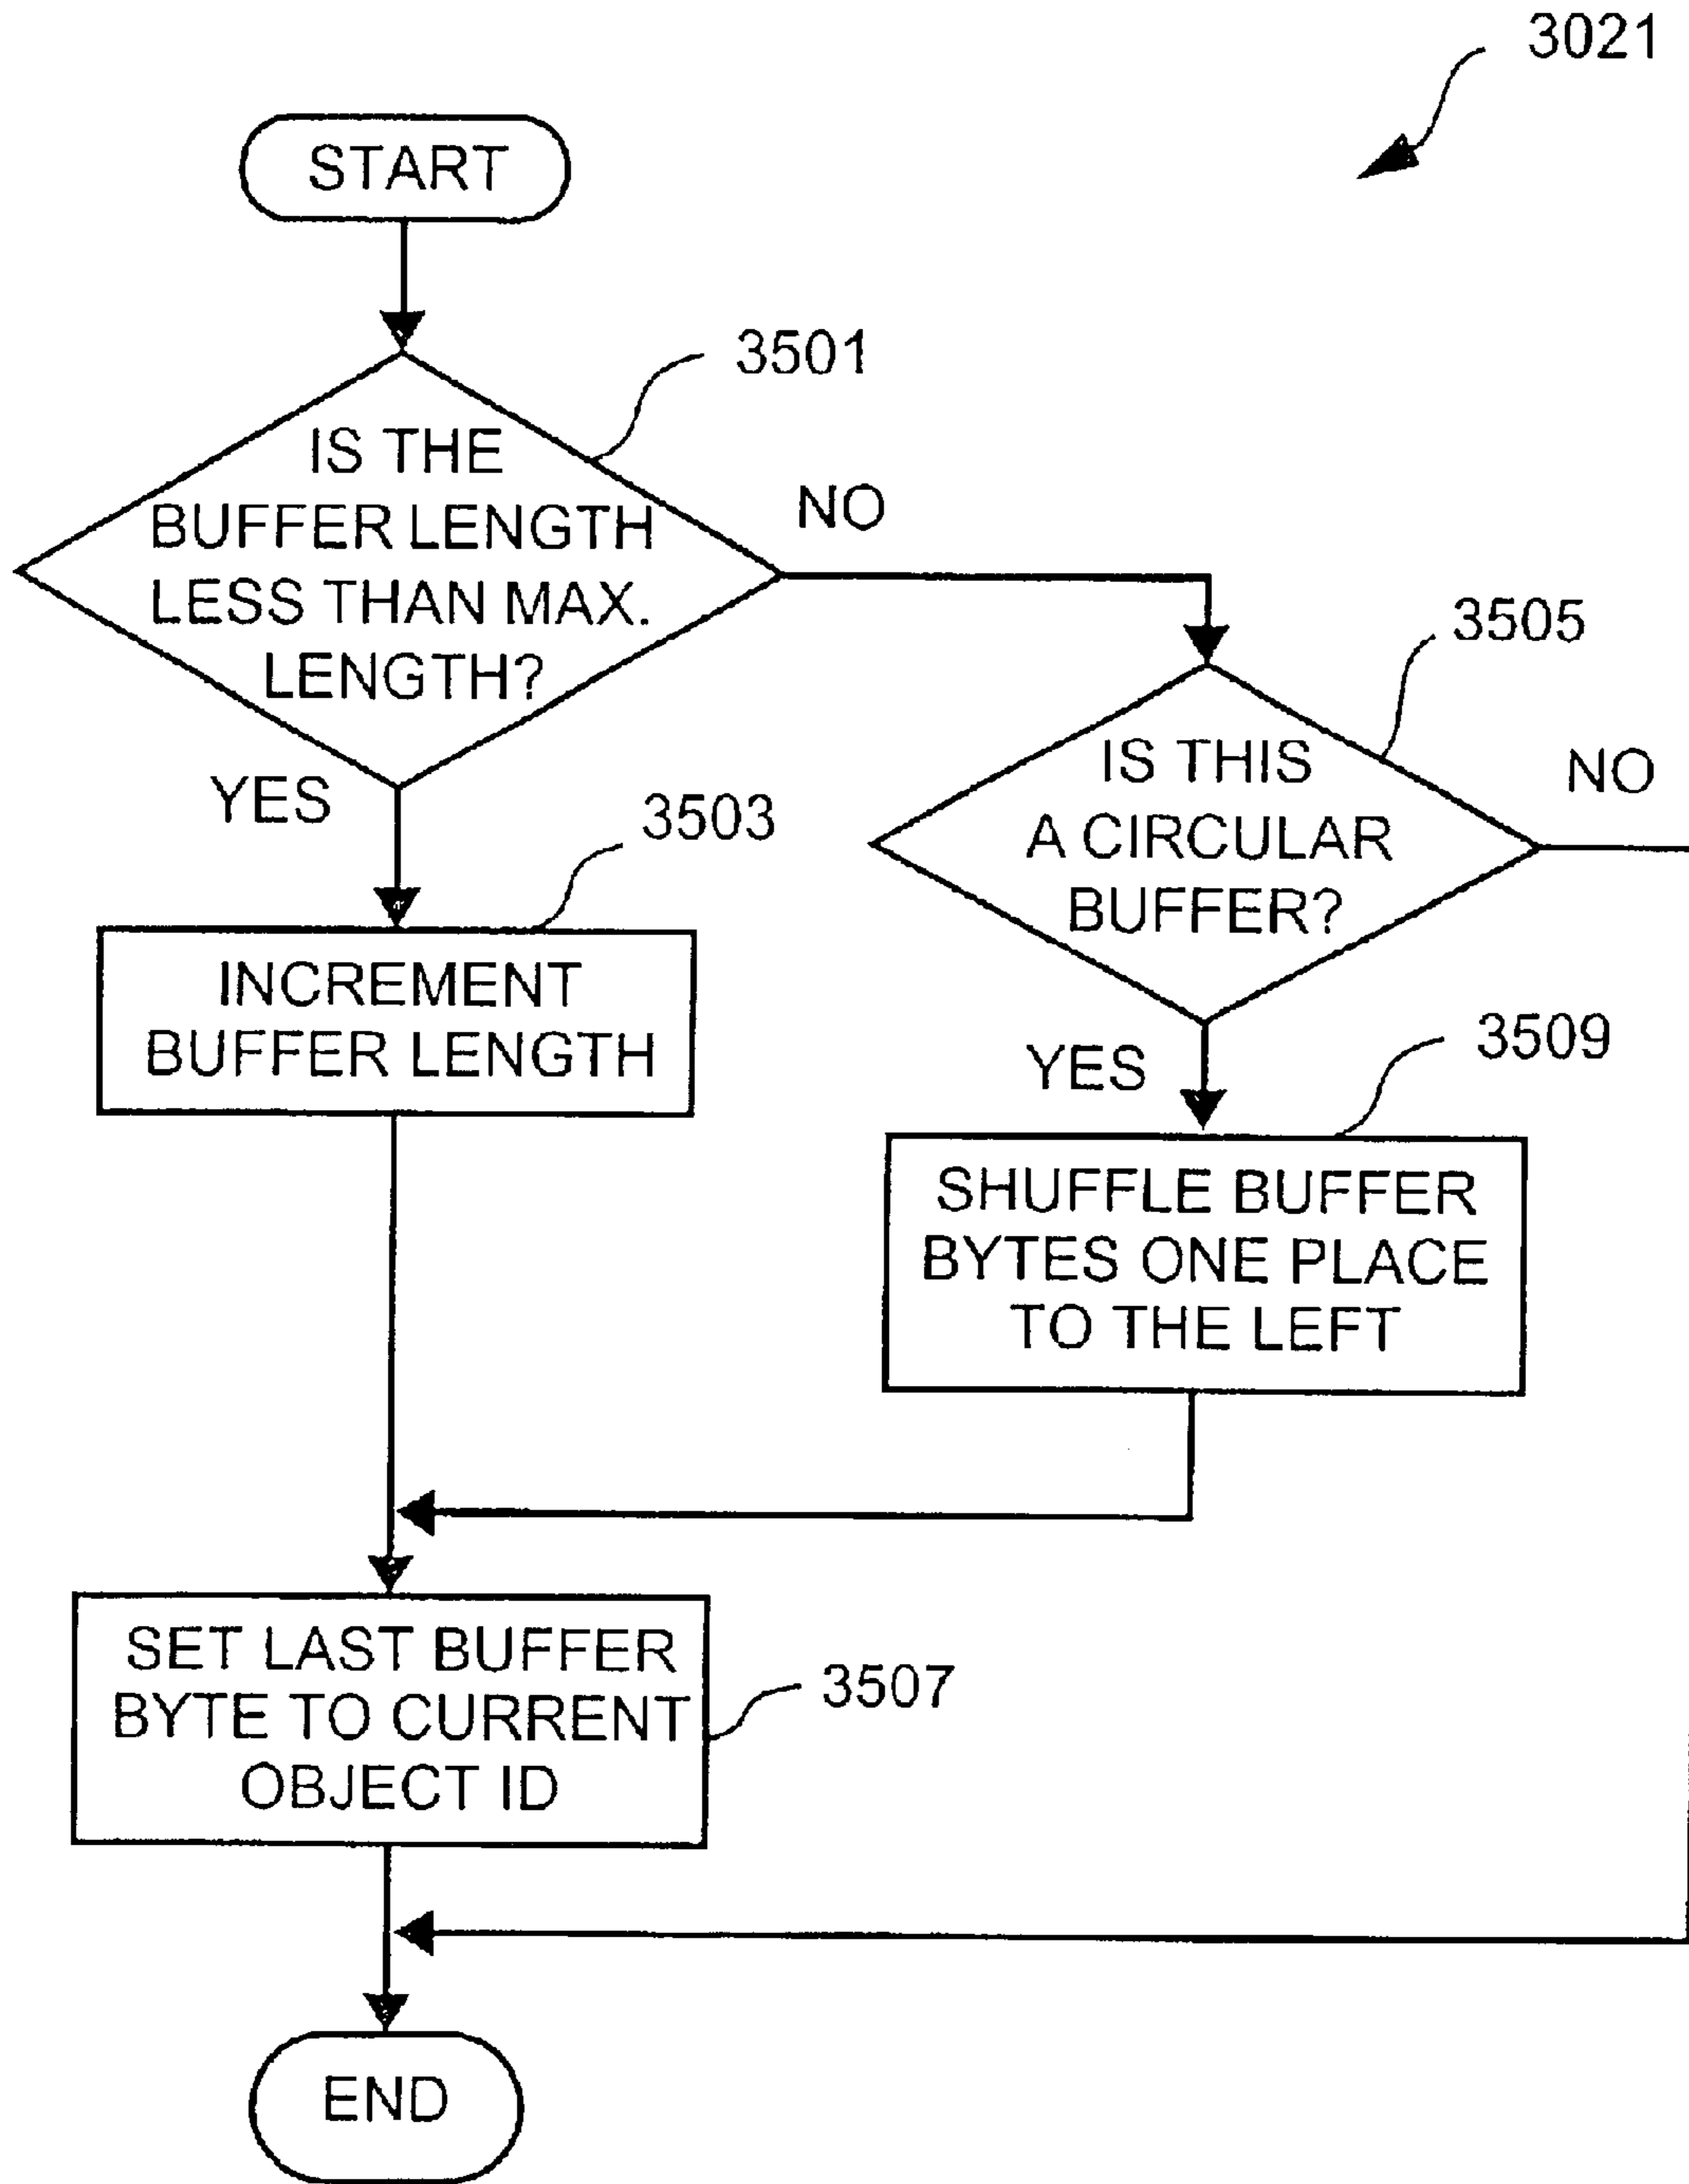 3021
START
3501
IS THE
BUFFER LENGTH
LESS THAN MAX.
LENGTH?
NO
YES
3505
IS THIS
A CIRCULAR
BUFFER?
NO
YES
3503
INCREMENT
BUFFER LENGTH
3509
SHUFFLE BUFFER
BYTES ONE PLACE
TO THE LEFT
SET LAST BUFFER
BYTE TO CURRENT
OBJECT ID
3507
END